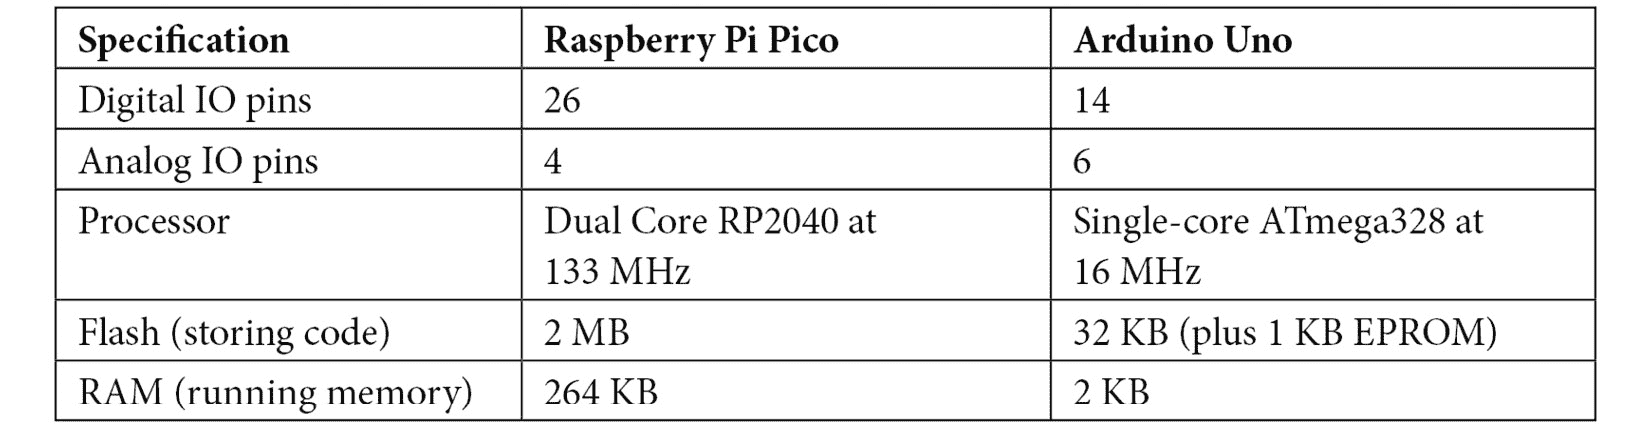 Specification Raspberry Pi Pico Arduino Uno
Digital IO pins 26 14
Analog IO pins 4 6
Processor Dual Core RP2040 at Single-core ATmega328 at
133 MHz 16 MHz
Flash (storing code) 2 MB 32 KB (plus 1 KB EPROM)
RAM (running memory) 264 KB 2 KB